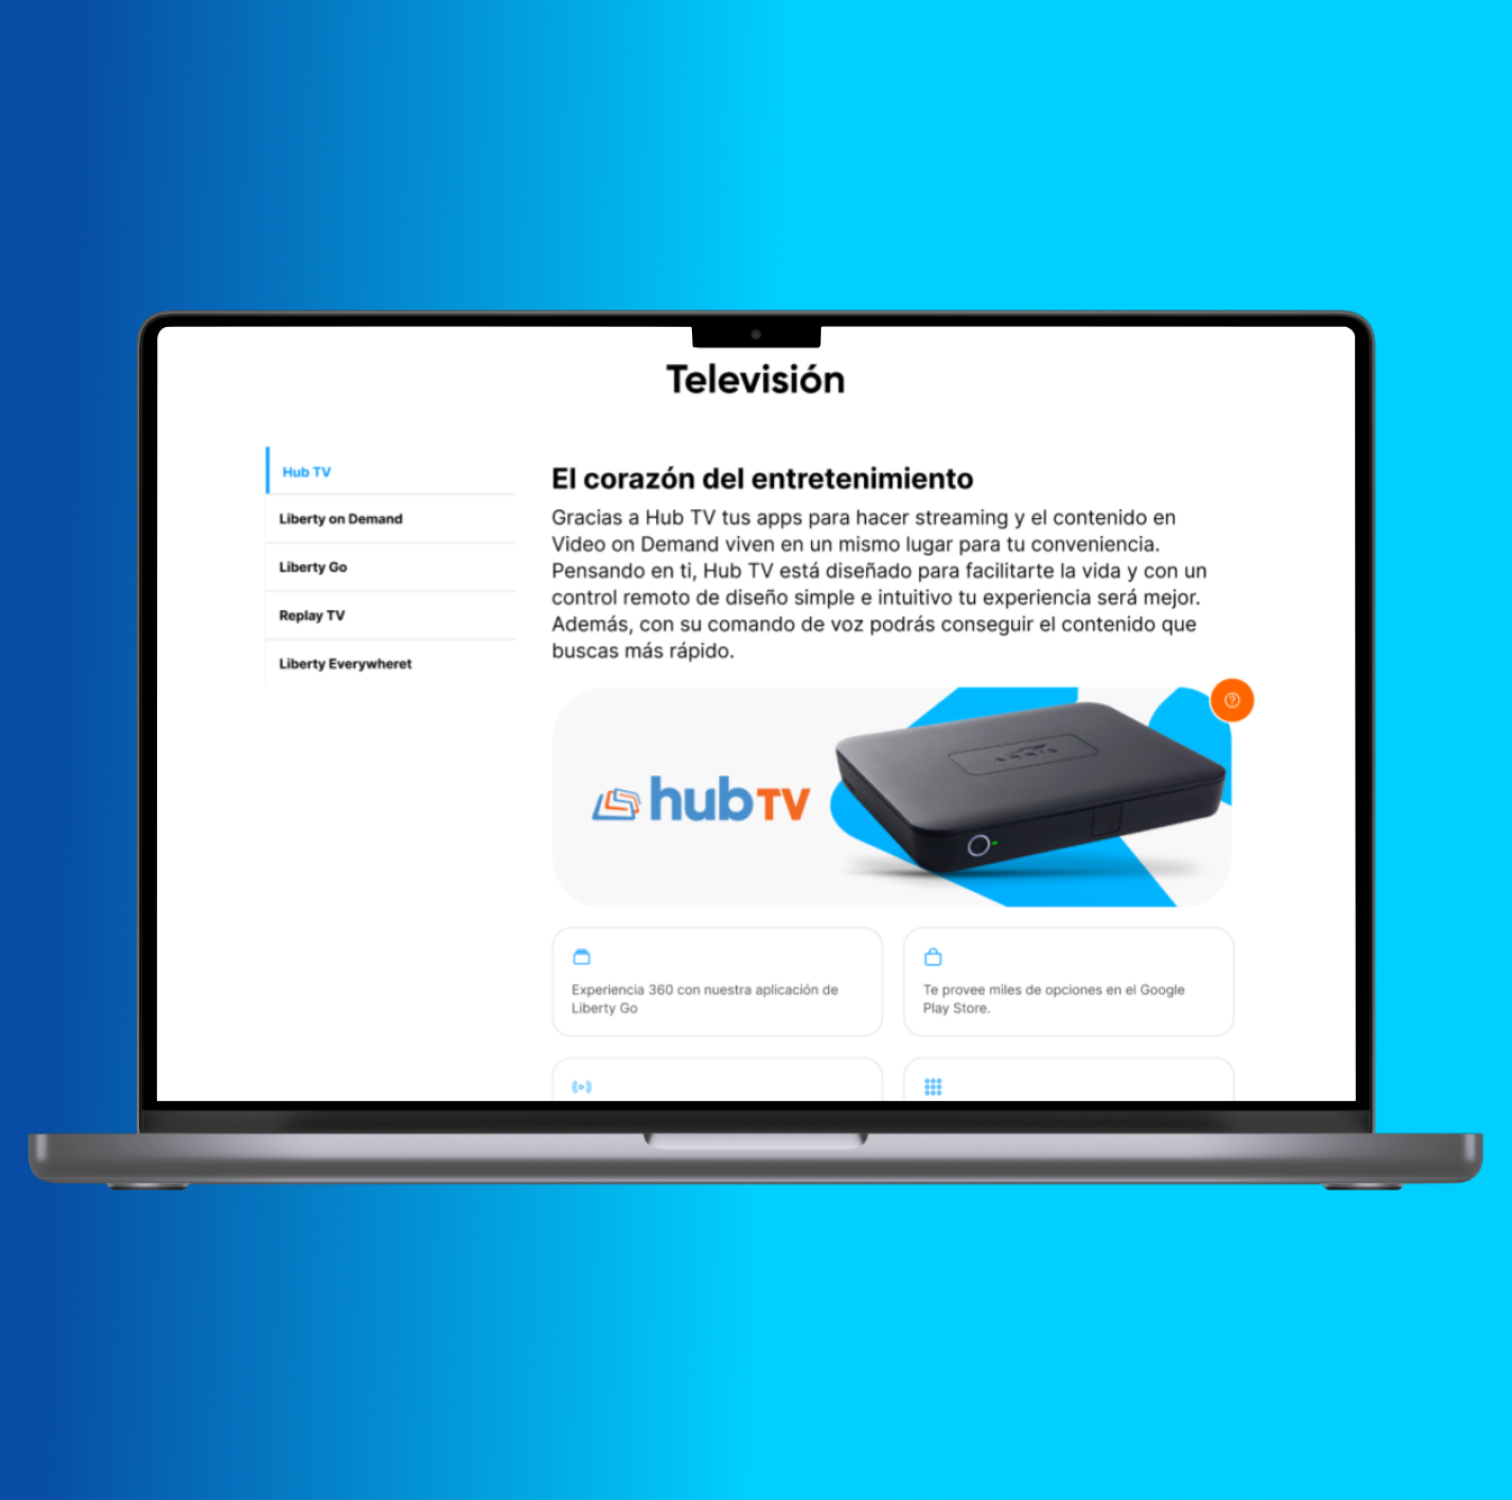 Televisión
Hub TV
Liberty on Demand
Liberty Go
Replay TV
Liberty Everywheret
El corazón del entretenimiento
Gracias a Hub TV tus apps para hacer streaming y el contenido en
Video on Demand viven en un mismo lugar para tu conveniencia.
Pensando en ti, Hub TV está diseñado para facilitarte la vida y con un
control remoto de diseño simple e intuitivo tu experiencia será mejor.
Además, con su comando de voz podrás conseguir el contenido que
buscas más rápido.
hubTV
Experiencia 360 con nuestra aplicación de
Liberty Go
Te provee miles de opciones en el Google
Play Store.